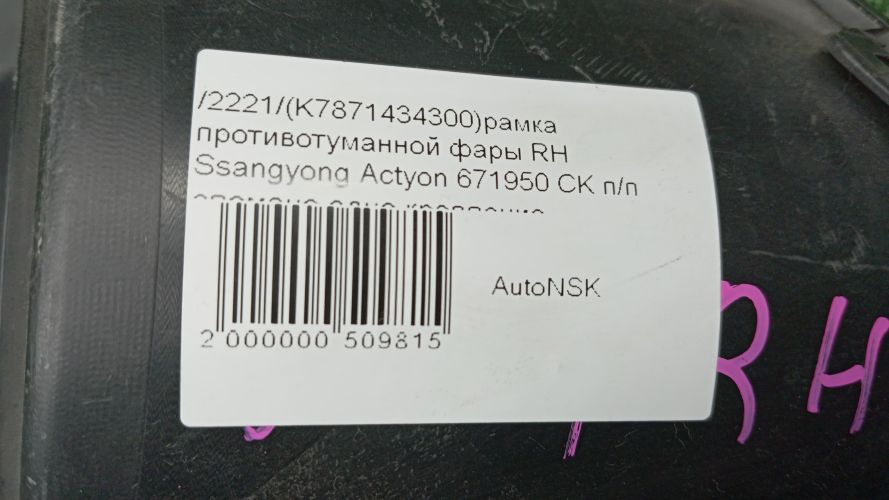 /2221/(K7871434300)рамка
противотуманной фары RH
Ssangyong Actyon 671950 CK п/п
AutoNSK
2 000000 509815
RH